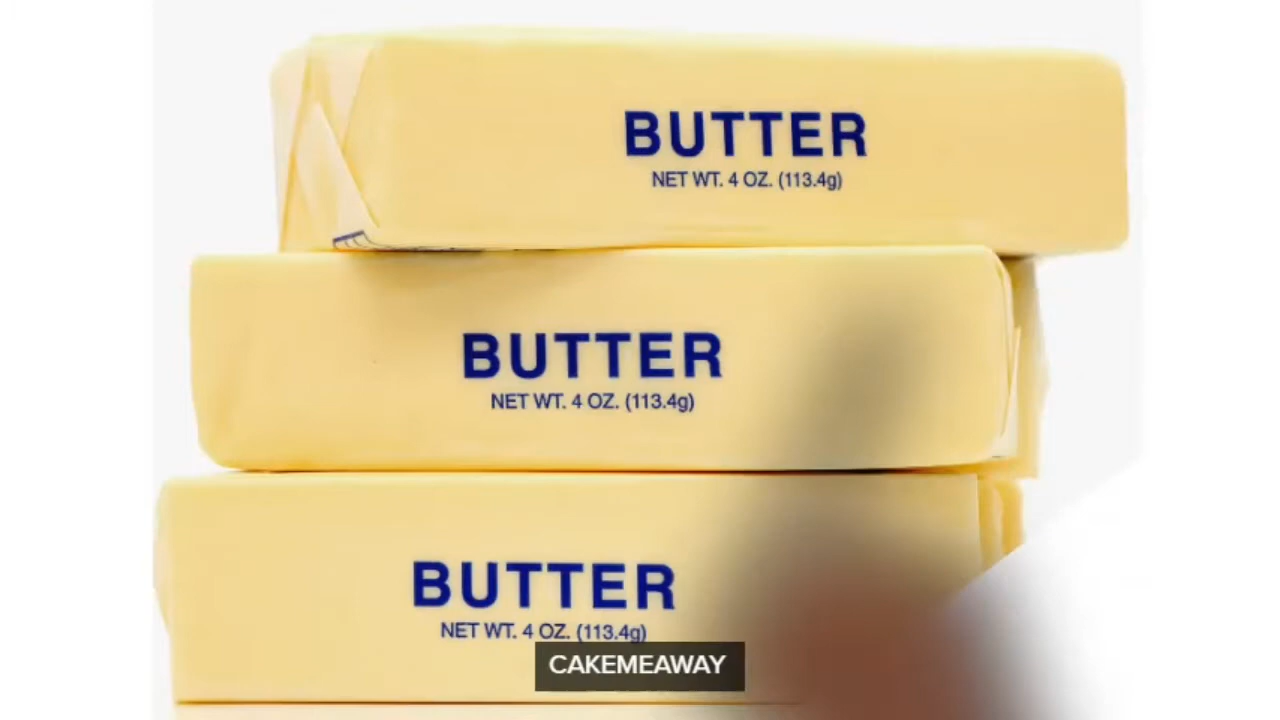 BUTTER
NET WT. 4 OZ. (113.4g)
BUTTER
NET WT. 4 OZ. (113.4g)
BUTTER
NET WT. 4 OZ. (113.4g)
CAKEMEAWAY